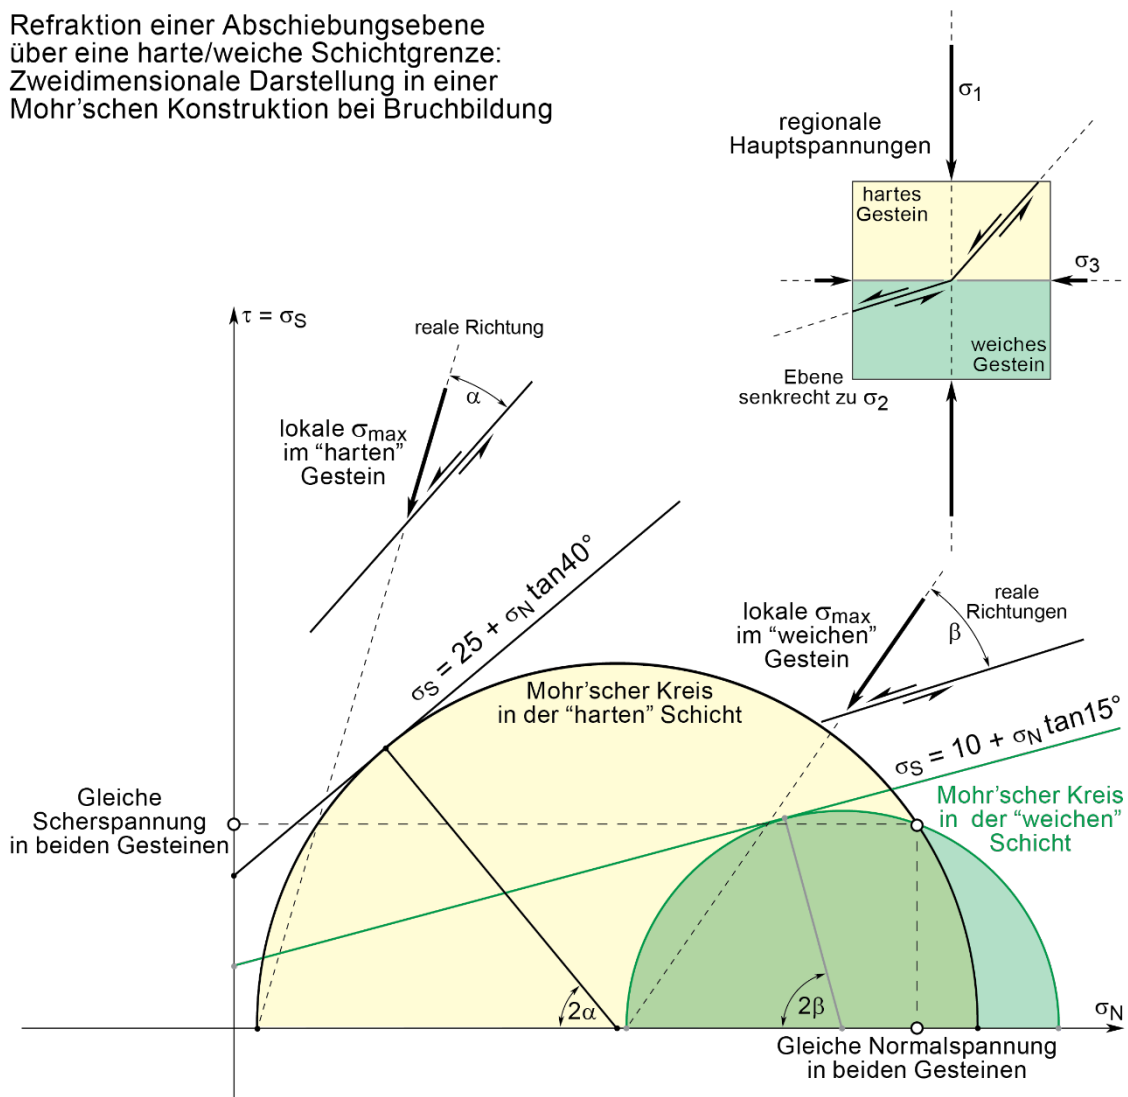 Refraktion einer Abschiebungsebene
über eine harte/weiche Schichtgrenze:
Zweidimensionale Darstellung in einer
Mohr’schen Konstruktion bei Bruchbildung
σ1
regionale
Hauptspannungen
hartes
Gestein
σ3
weiches
Gestein
Ebene
senkrecht zu σ2
τ = σS
reale Richtung
α
lokale σmax
im “harten”
Gestein
σS = 25 + σN tan40°
lokale σmax
im “weichen”
Gestein
reale
Richtungen
β
Mohr’scher Kreis
in der “harten” Schicht
σS = 10 + σN tan15°
Gleiche
Scherspannung
in beiden Gesteinen
Mohr’scher Kreis
in der “weichen”
Schicht
2α
2β
σN
Gleiche Normalspannung
in beiden Gesteinen